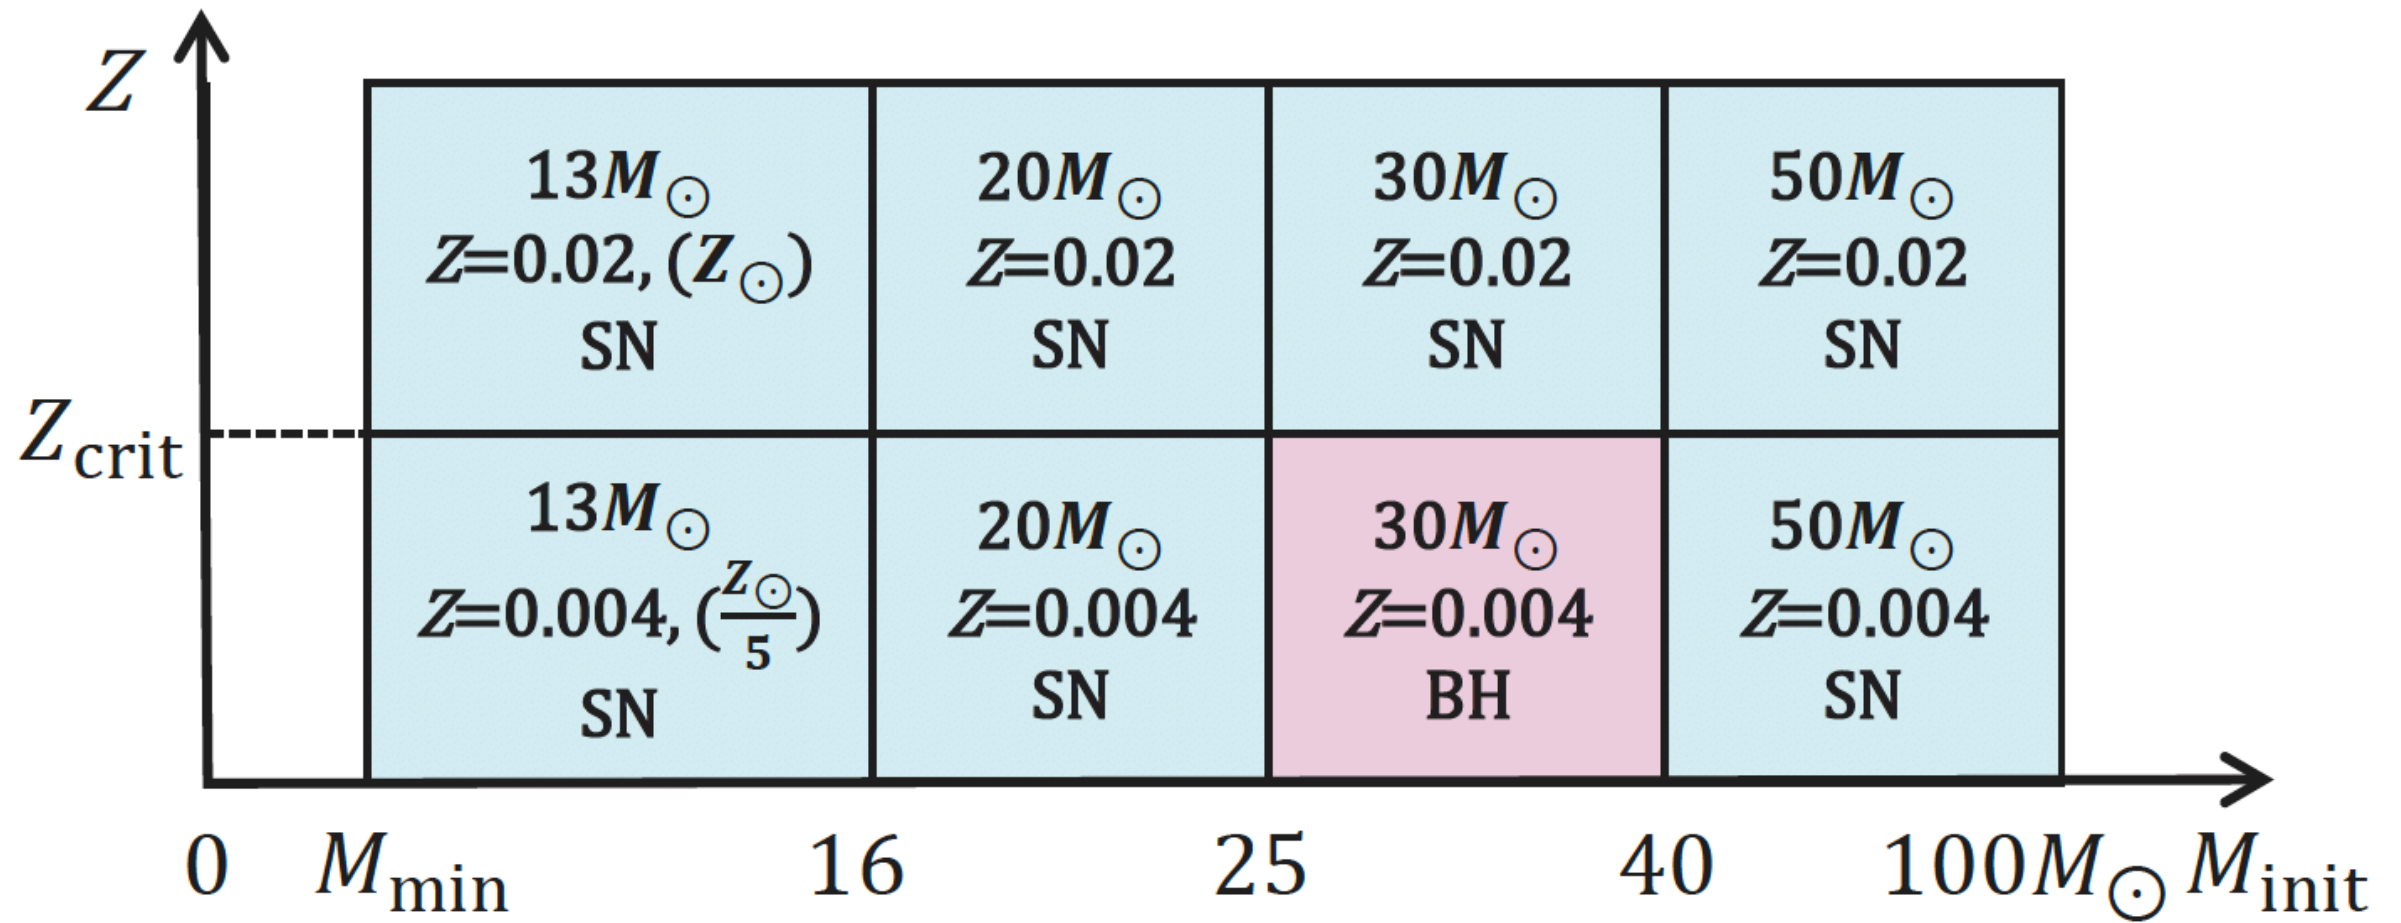 Z
13M☉
Z=0.02, (Z☉)
SN
20M☉
Z=0.02
SN
30M☉
Z=0.02
SN
50M☉
Z=0.02
SN
Zcrit
13M☉
Z=0.004, (Z☉/5)
SN
20M☉
Z=0.004
SN
30M☉
Z=0.004
BH
50M☉
Z=0.004
SN
0 Mmin 16 25 40 100M☉ Minit